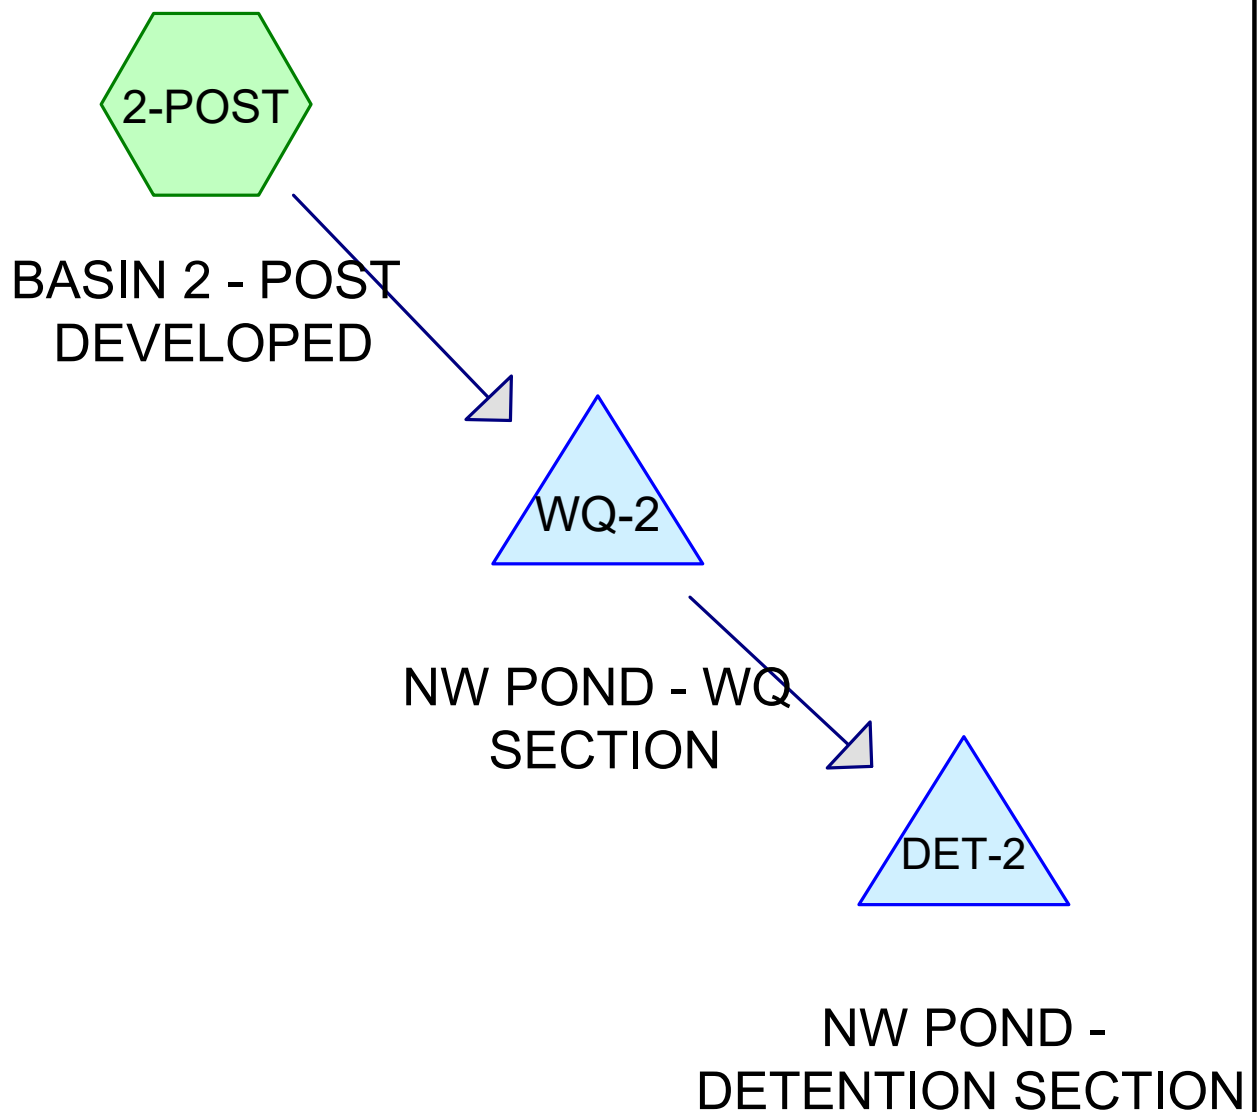 2-POST
BASIN 2 - POST
DEVELOPED
WQ-2
NW POND - WQ
SECTION
DET-2
NW POND -
DETENTION SECTION